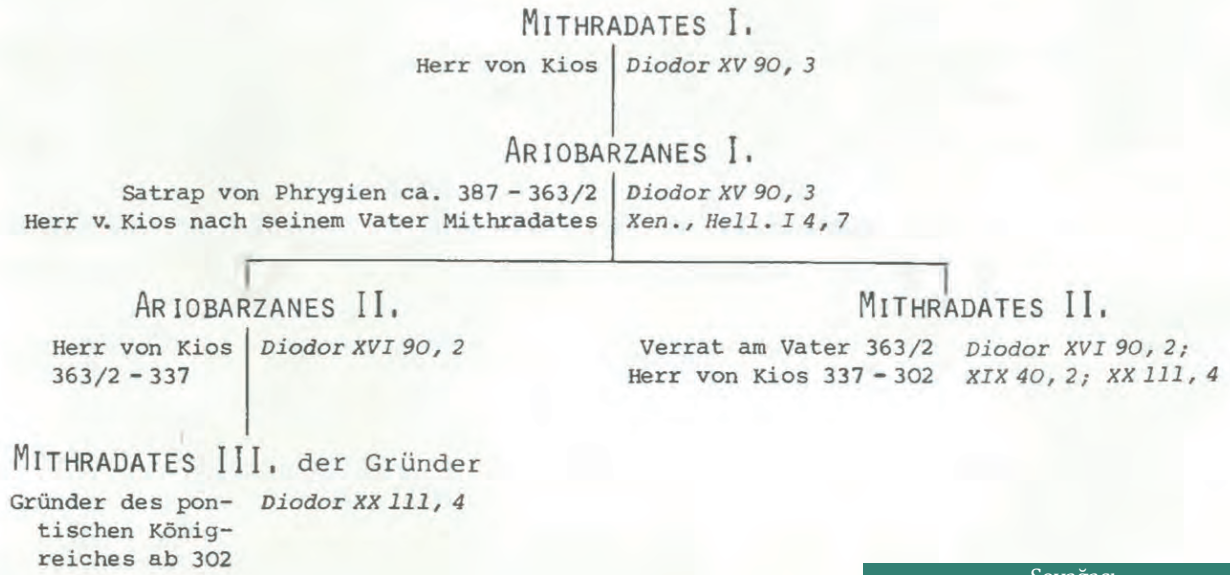 MITHRADATES I.
Herr von Kios Diodor XV 90, 3
ARIOBARZANES I.
Satrap von Phrygien ca. 387 - 363/2 Diodor XV 90, 3
Herr v. Kios nach seinem Vater Mithradates Xen., Hell. I 4, 7
ARIOBARZANES II.
Herr von Kios Diodor XVI 90, 2
363/2 - 337
MITHRADATES II.
Verrat am Vater 363/2 Diodor XVI 90, 2;
Herr von Kios 337 - 302 XIX 40, 2; XX 111, 4
MITHRADATES III. der Gründer
Gründer des pon- Diodor XX 111, 4
tischen König-
reiches ab 302